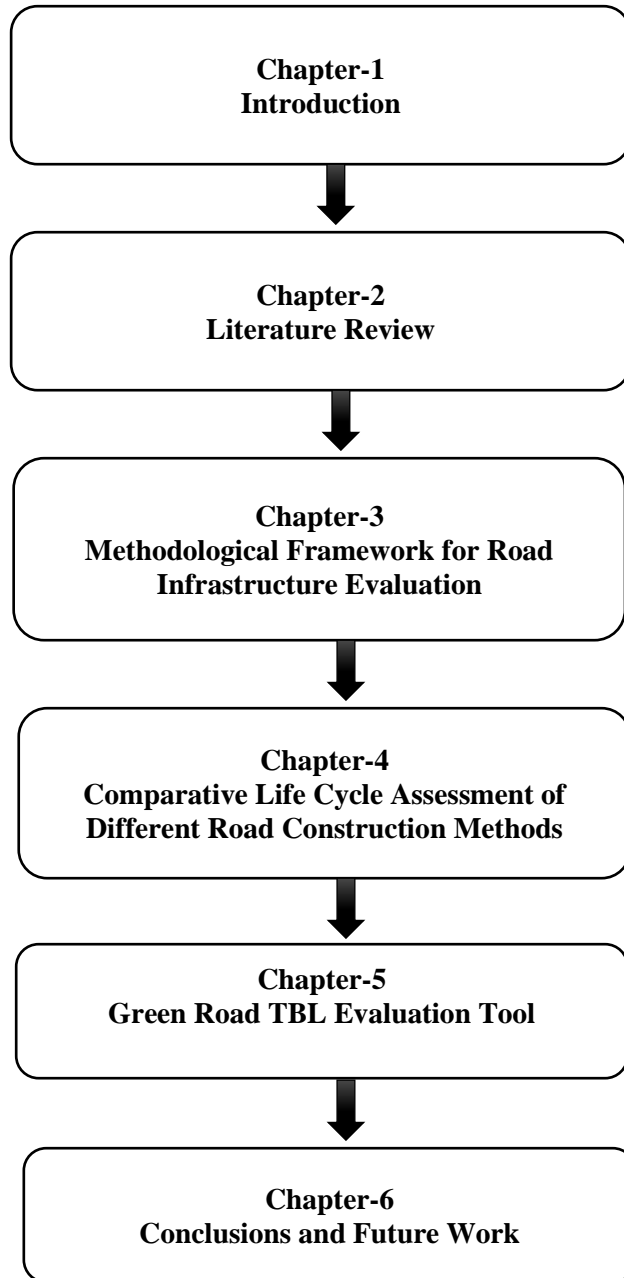 Chapter-1
Introduction
Chapter-2
Literature Review
Chapter-3
Methodological Framework for Road
Infrastructure Evaluation
Chapter-4
Comparative Life Cycle Assessment of
Different Road Construction Methods
Chapter-5
Green Road TBL Evaluation Tool
Chapter-6
Conclusions and Future Work